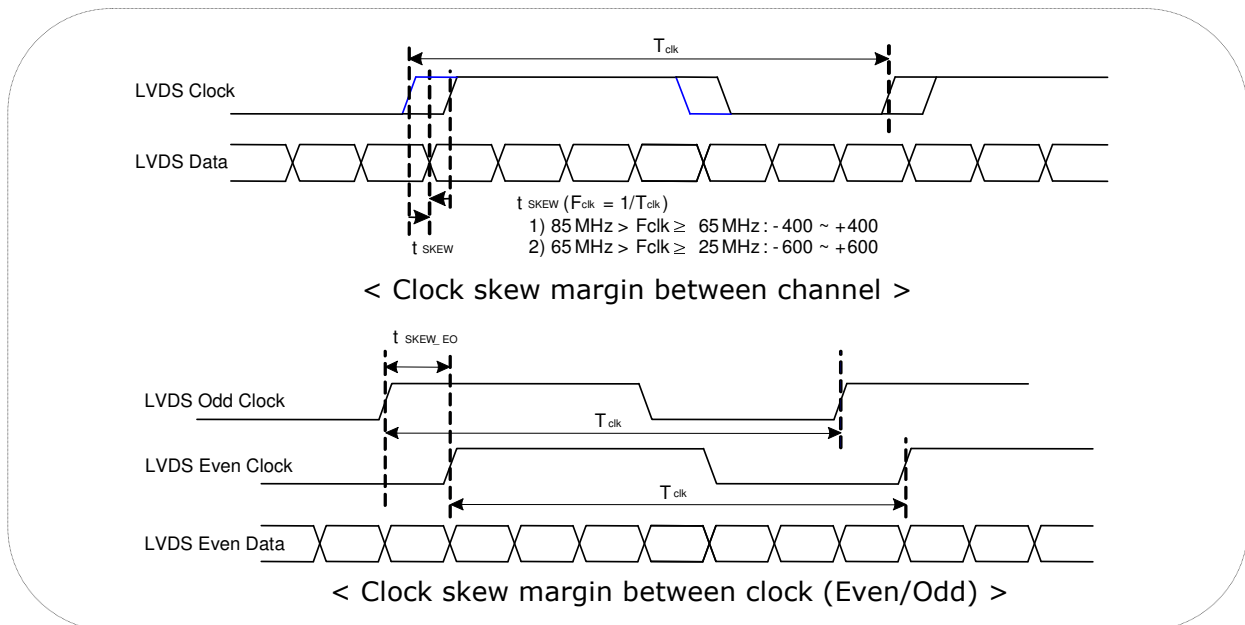 Tclk
LVDS Clock
LVDS Data
t SKEW (Fclk = 1/Tclk)
1) 85 MHz > Fclk ≥ 65 MHz : - 400 ~ +400
2) 65 MHz > Fclk ≥ 25 MHz : - 600 ~ +600
t SKEW
< Clock skew margin between channel >
t SKEW_EO
LVDS Odd Clock
Tclk
LVDS Even Clock
Tclk
LVDS Even Data
< Clock skew margin between clock (Even/Odd) >